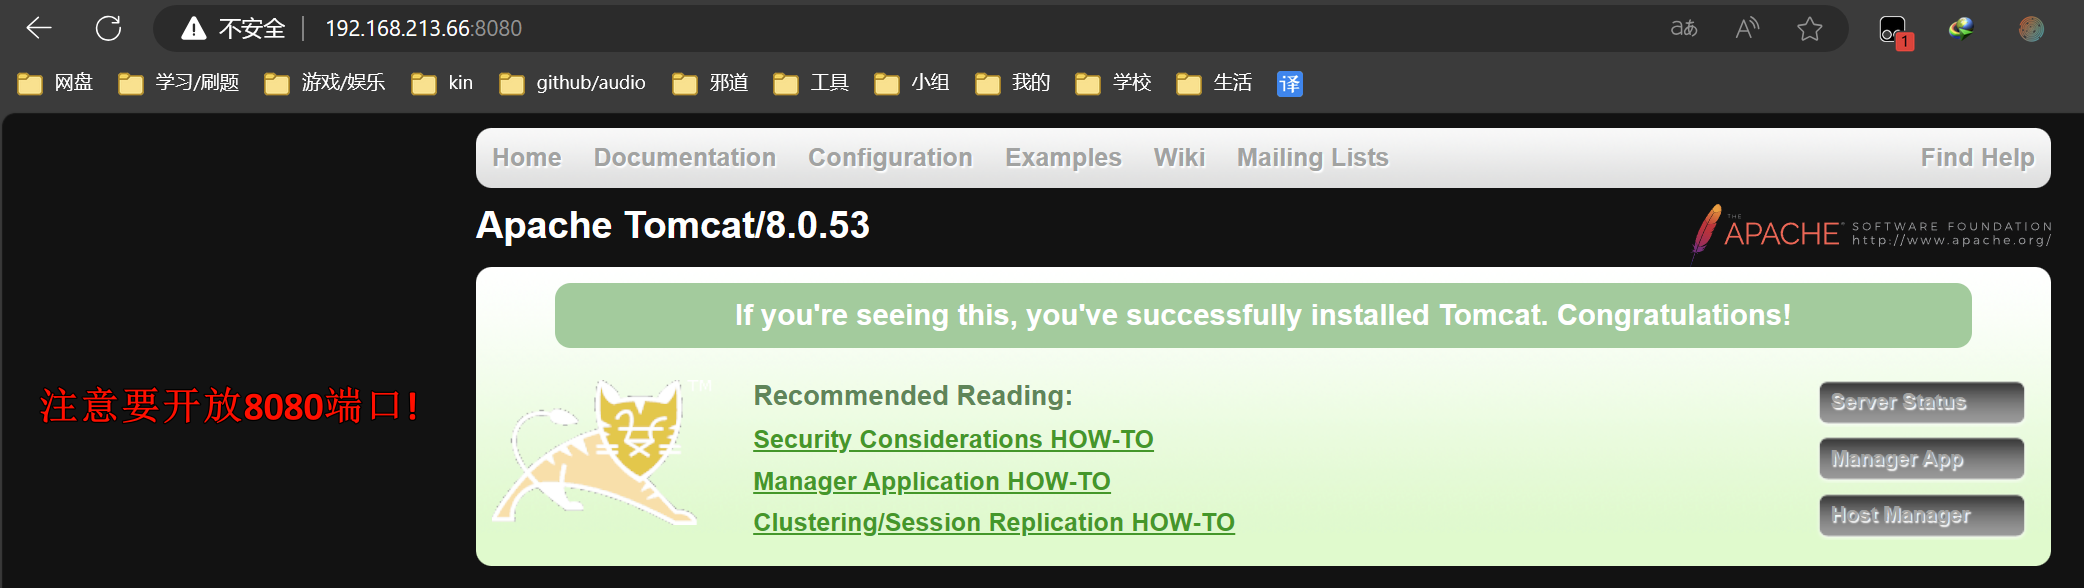 不安全 | 192.168.213.66:8080 aあ A 1
网盘 学习/刷题 游戏/娱乐 kin github/audio 邪道 工具 小组 我的 学校 生活 译
Home Documentation Configuration Examples Wiki Mailing Lists Find Help
Apache Tomcat/8.0.53
THE APACHE SOFTWARE FOUNDATION
http://www.apache.org/
If you're seeing this, you've successfully installed Tomcat. Congratulations!
注意要开放8080端口!
TM
Recommended Reading:
Security Considerations HOW-TO
Manager Application HOW-TO
Clustering/Session Replication HOW-TO
Server Status
Manager App
Host Manager